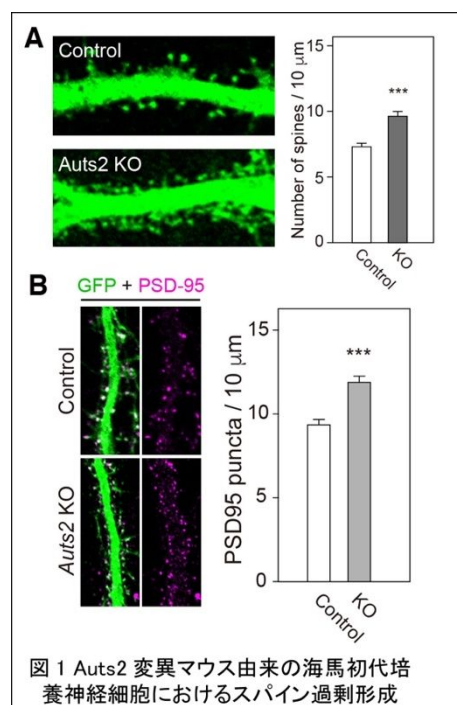 A
Control
Auts2 KO
Number of spines / 10 μm
15
10
5
0
***
Control
KO
B
GFP + PSD-95
Control
Auts2 KO
PSD95 puncta / 10 μm
15
10
5
0
***
Control
KO
図 1 Auts2 変異マウス由来の海馬初代培
養神経細胞におけるスパイン過剰形成